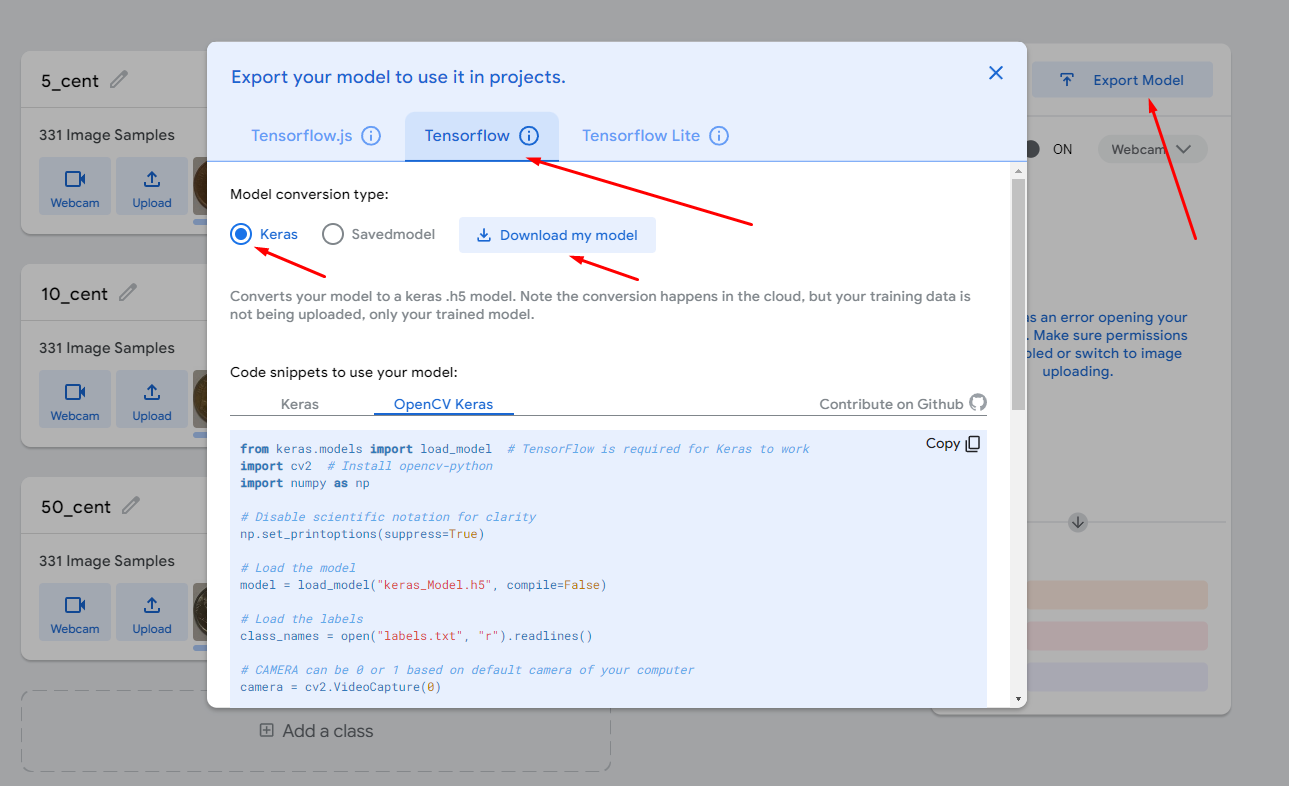 5_cent
331 Image Samples
Webcam
Upload
10_cent
331 Image Samples
Webcam
Upload
50_cent
331 Image Samples
Webcam
Upload
Add a class
Export your model to use it in projects.
Tensorflow.js
Tensorflow
Tensorflow Lite
Model conversion type:
Keras
Savedmodel
Download my model
Converts your model to a keras .h5 model. Note the conversion happens in the cloud, but your training data is
not being uploaded, only your trained model.
Code snippets to use your model:
Keras
OpenCV Keras
Contribute on Github
Copy
from keras.models import load_model  # TensorFlow is required for Keras to work
import cv2  # Install opencv-python
import numpy as np
# Disable scientific notation for clarity
np.set_printoptions(suppress=True)
# Load the model
model = load_model("keras_Model.h5", compile=False)
# Load the labels
class_names = open("labels.txt", "r").readlines()
# CAMERA can be 0 or 1 based on default camera of your computer
camera = cv2.VideoCapture(0)
Export Model
ON
Webcam
an error opening your
Make sure permissions
or switch to image
uploading.